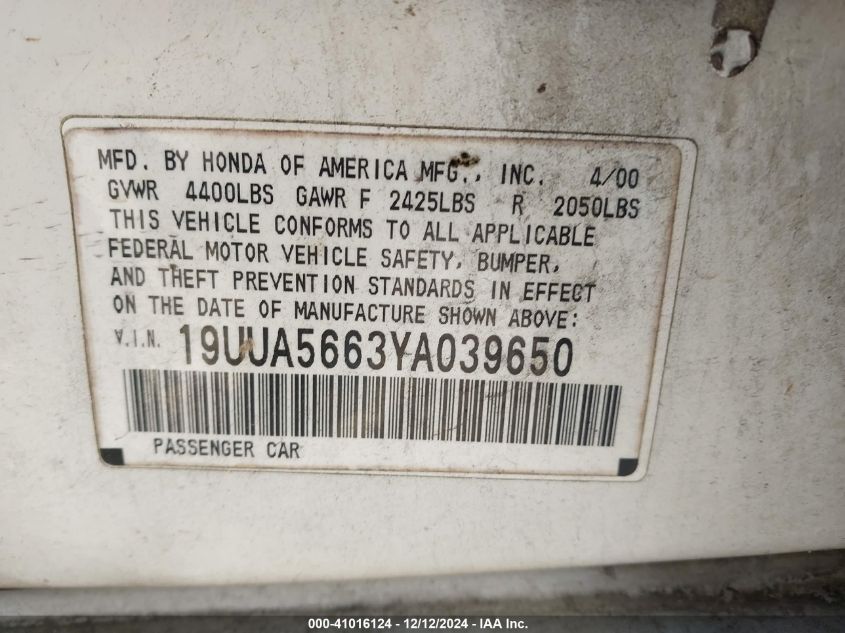 MFD. BY HONDA OF AMERICA MFG., INC. 4/00
GVWR 4400LBS GAWR F 2425LBS R 2050LBS
THIS VEHICLE CONFORMS TO ALL APPLICABLE
FEDERAL MOTOR VEHICLE SAFETY, BUMPER,
AND THEFT PREVENTION STANDARDS IN EFFECT
ON THE DATE OF MANUFACTURE SHOWN ABOVE:
V.I.N. 19UUA5663YA039650
PASSENGER CAR
000-41016124 - 12/12/2024 - IAA Inc.